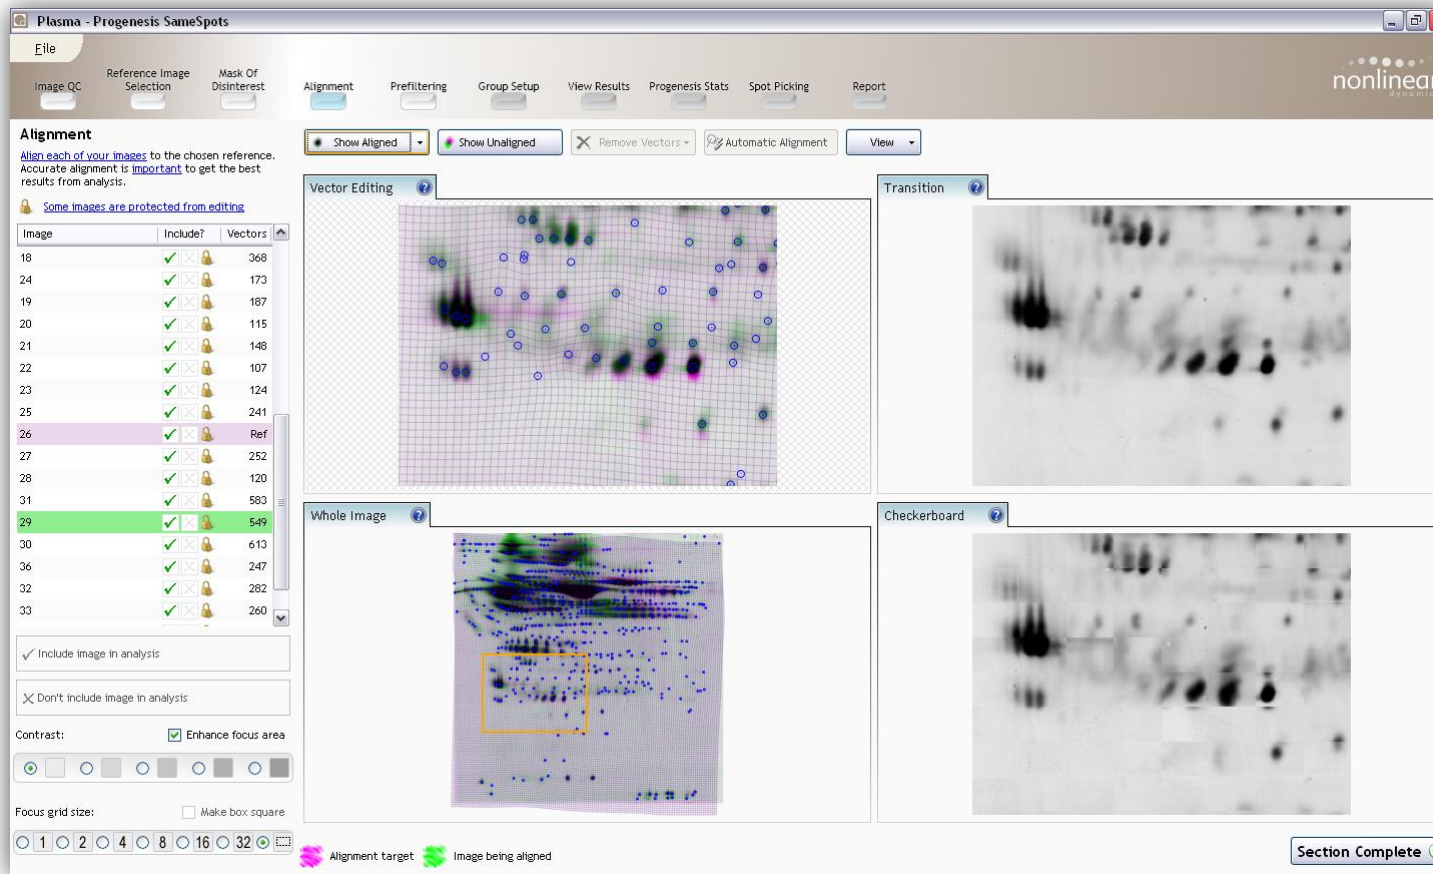 Plasma - Progenesis SameSpots
File
Image QC
Reference Image
Selection
Mask Of
Disinterest
Alignment
Prefiltering
Group Setup
View Results
Progenesis Stats
Spot Picking
Report
nonlinear
dynamics
Alignment
Align each of your images to the chosen reference.
Accurate alignment is important to get the best
results from analysis.
Some images are protected from editing
Image Include? Vectors
18 368
24 173
19 187
20 115
21 148
22 107
23 124
25 241
26 Ref
27 252
28 120
31 583
29 549
30 613
36 247
32 282
33 260
Include image in analysis
Don't include image in analysis
Contrast: Enhance focus area
Focus grid size: Make box square
1 2 4 8 16 32
Show Aligned Show Unaligned Remove Vectors Automatic Alignment View
Vector Editing ?
Transition ?
Whole Image ?
Checkerboard ?
Alignment target Image being aligned
Section Complete